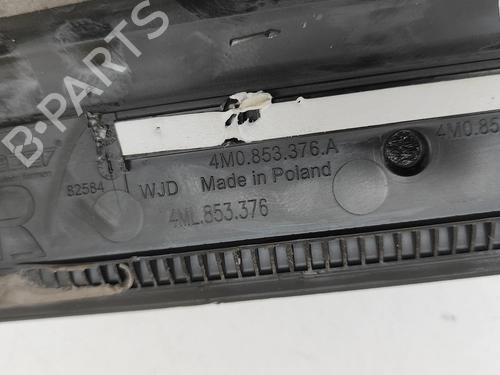 B-PARTS
4M0.853.376.A
4M0.85
82584
WJD
Made in Poland
4ML.853.376
R